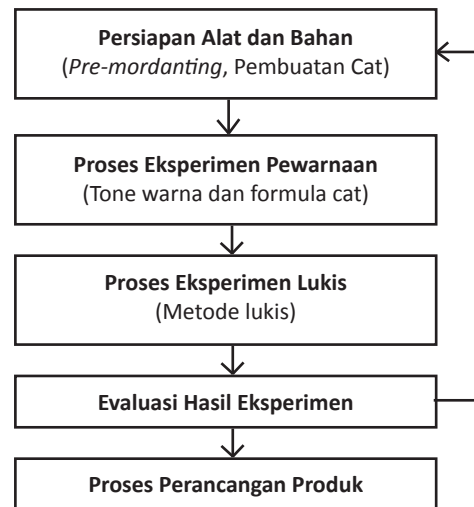 Persiapan Alat dan Bahan
(Pre-mordanting, Pembuatan Cat)
Proses Eksperimen Pewarnaan
(Tone warna dan formula cat)
Proses Eksperimen Lukis
(Metode lukis)
Evaluasi Hasil Eksperimen
Proses Perancangan Produk